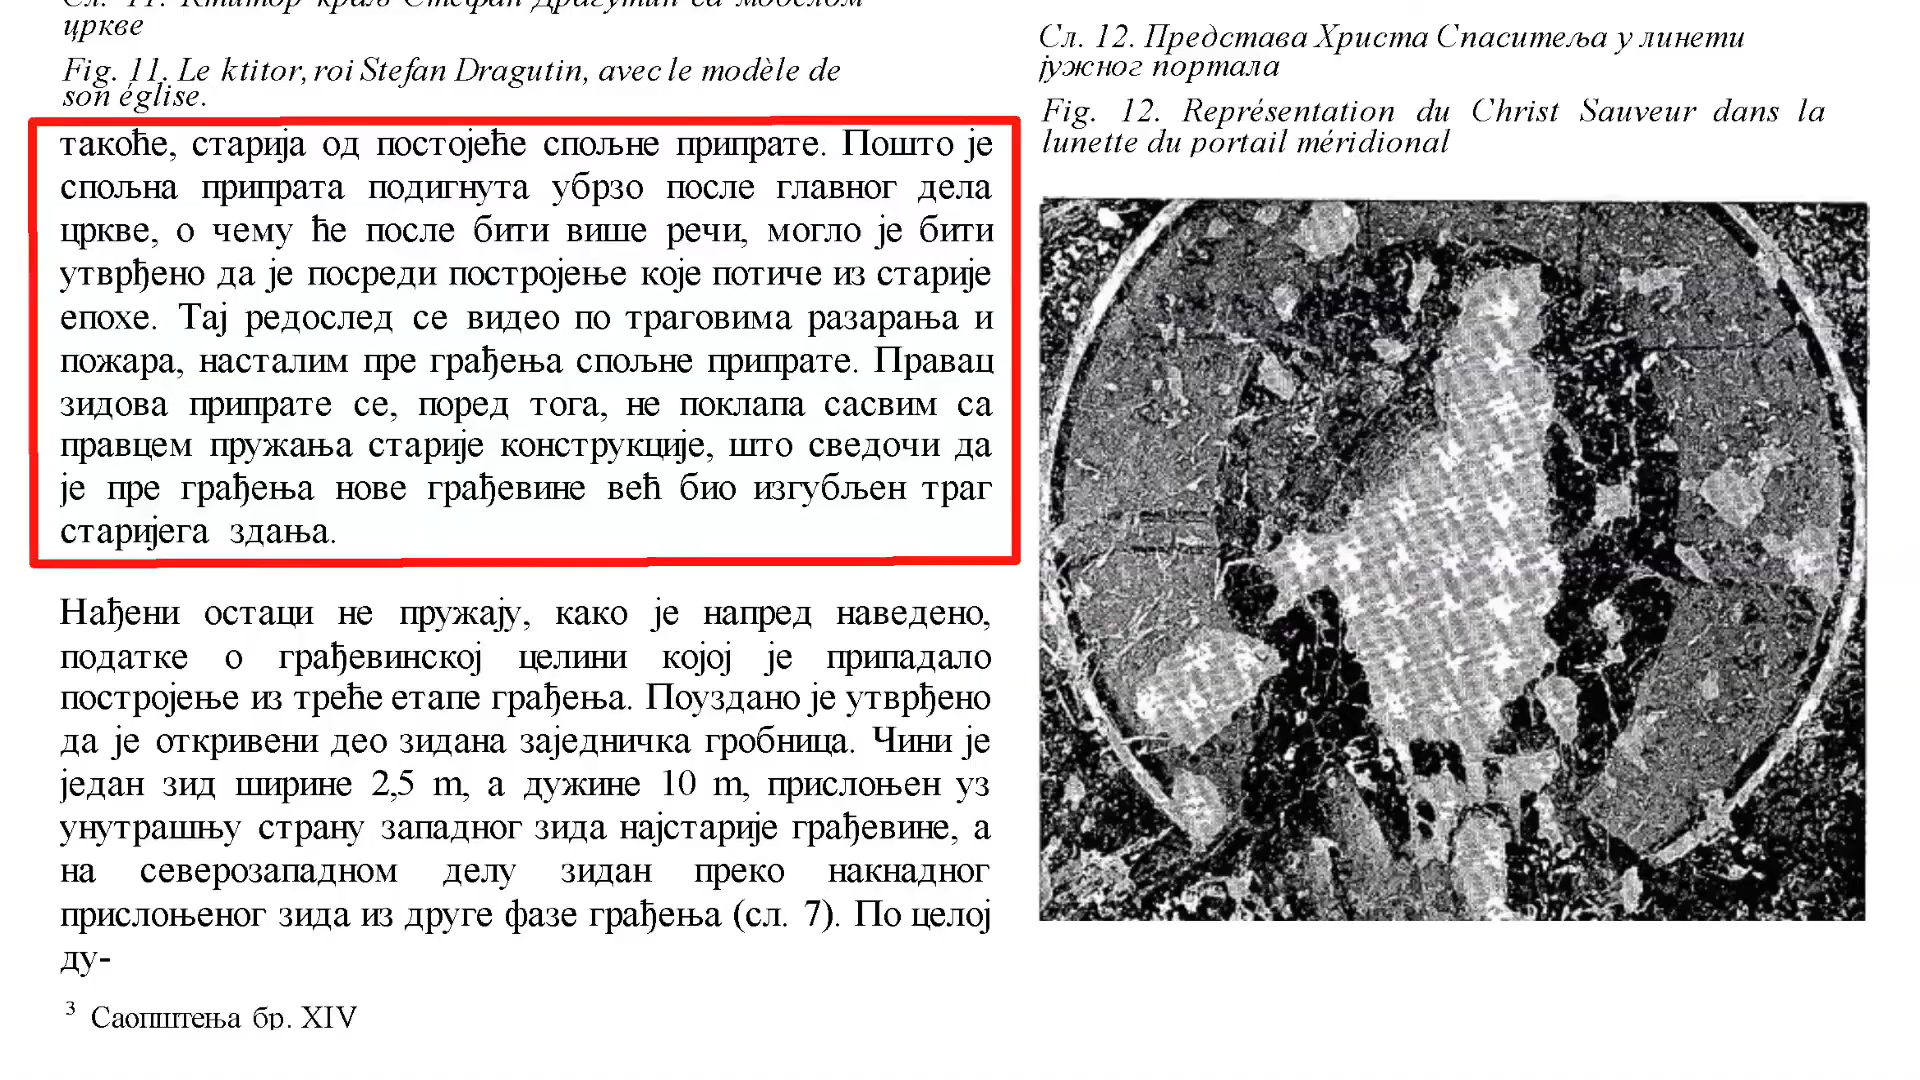 Сл. 11. Ктитор краљ Стефан Драгутин са моделом
цркве
Fig. 11. Le ktitor, roi Stefan Dragutin, avec le modèle de
son église.
такође, старија од постојеће спољне припрате. Пошто је
спољна припрата подигнута убрзо после главног дела
цркве, о чему ће после бити више речи, могло је бити
утврђено да је посреди постројење које потиче из старије
епохе. Тај редослед се видео по траговима разарања и
пожара, насталим пре грађења спољне припрате. Правац
зидова припрате се, поред тога, не поклапа сасвим са
правцем пружања старије конструкције, што сведочи да
је пре грађења нове грађевине већ био изгубљен траг
старијега здања.
Нађени остаци не пружају, како је напред наведено,
податке о грађевинској целини којој је припадало
постројење из треће етапе грађења. Поуздано је утврђено
да је откривени део зидана заједничка гробница. Чини је
један зид ширине 2,5 m, а дужине 10 m, прислоњен уз
унутрашњу страну западног зида најстарије грађевине, а
на северозападном делу зидан преко накнадног
прислоњеног зида из друге фазе грађења (сл. 7). По целој
ду-
3 Саопштења бр. XIV
Сл. 12. Представа Христа Спаситеља у линети
јужног портала
Fig. 12. Représentation du Christ Sauveur dans la
lunette du portail méridional